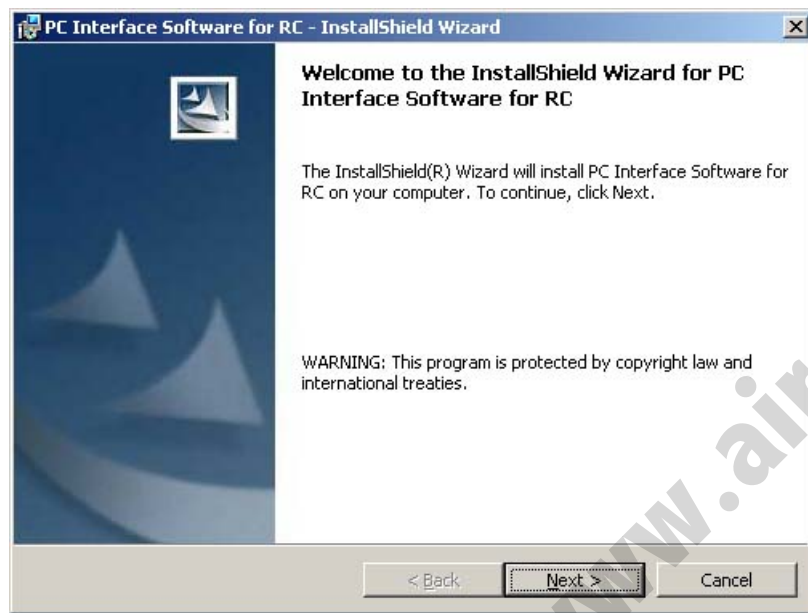 PC Interface Software for RC - InstallShield Wizard
Welcome to the InstallShield Wizard for PC
Interface Software for RC
The InstallShield(R) Wizard will install PC Interface Software for
RC on your computer. To continue, click Next.
WARNING: This program is protected by copyright law and
international treaties.
www.air
< Back
Next >
Cancel